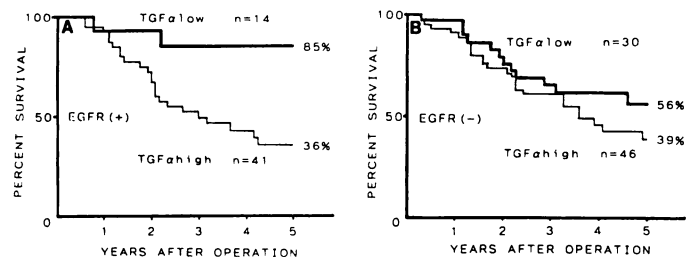 100
A
TGFαlow n=14
85%
PERCENT SURVIVAL
50
EGFR(+)
36%
TGFαhigh n=41
0
1 2 3 4 5
YEARS AFTER OPERATION
100
B
TGFαlow n=30
56%
PERCENT SURVIVAL
50
EGFR(−)
39%
TGFαhigh n=46
0
1 2 3 4 5
YEARS AFTER OPERATION